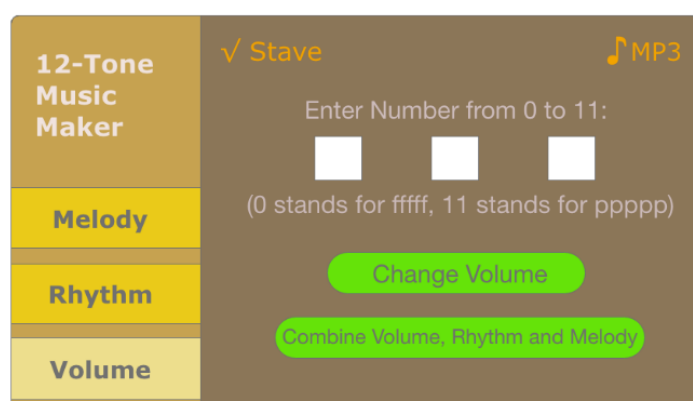 12-Tone
Music
Maker
Melody
Rhythm
Volume
√ Stave
MP3
Enter Number from 0 to 11:
(0 stands for fffff, 11 stands for ppppp)
Change Volume
Combine Volume, Rhythm and Melody